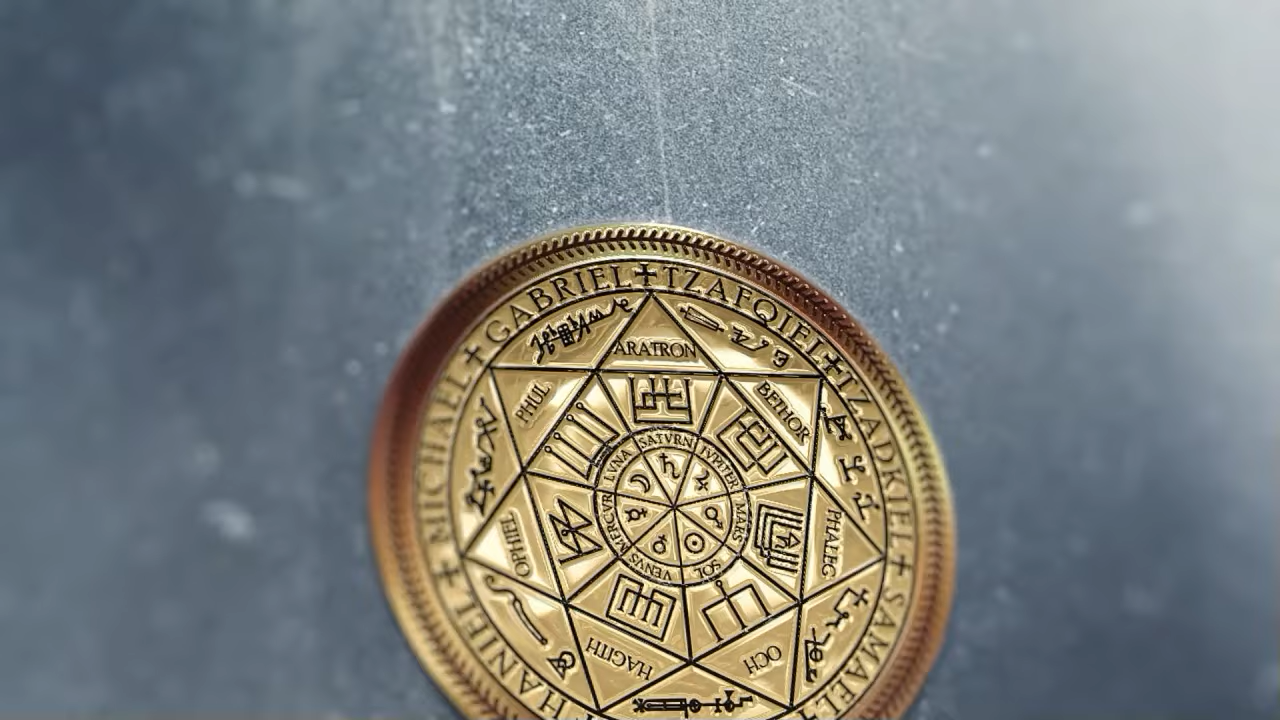 GABRIEL
TZAFQIEL
TZADKIEL
SAMAEL
HANIEL
MICHAEL
ARATRON
BETHOR
PHALEG
OCH
HAGITH
OPHIEL
PHUL
SATVRN
IVPITER
MARS
SOL
VENVS
MERCVR
LVNA